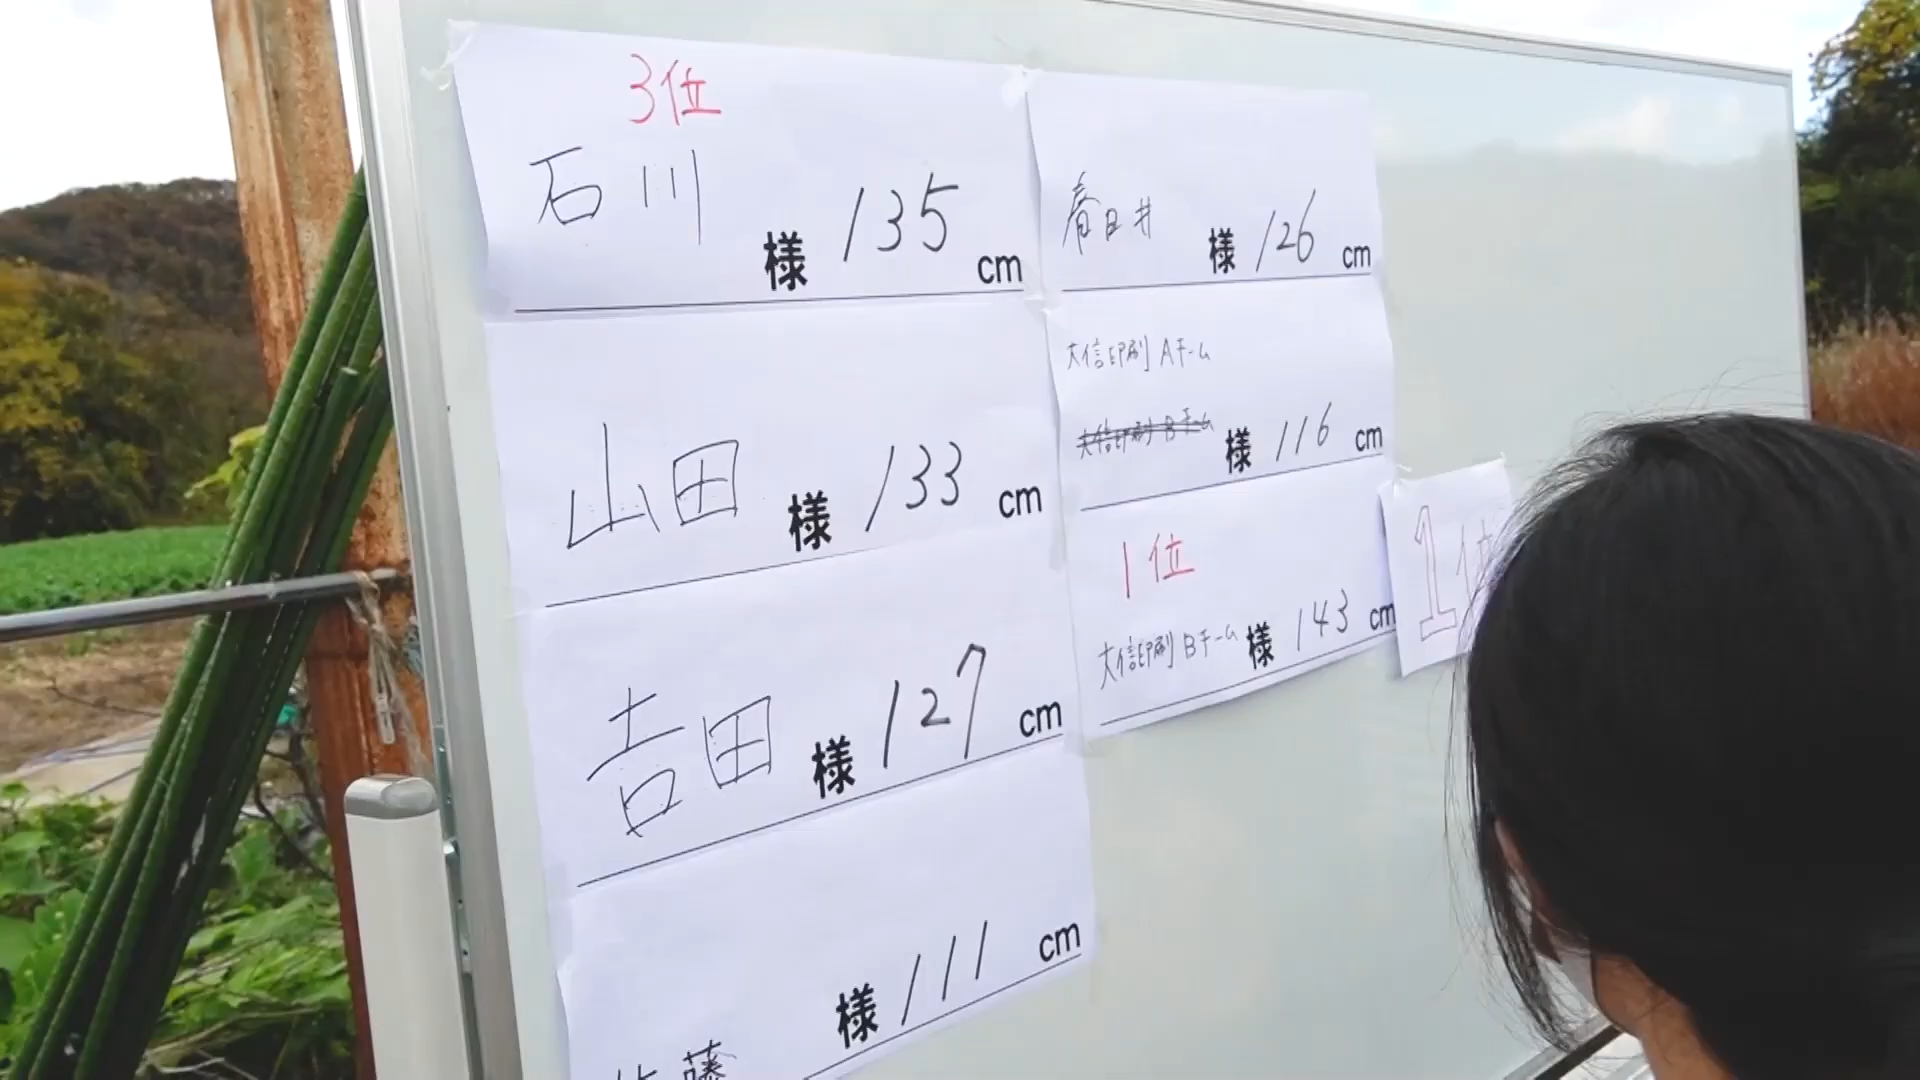 3位
石川 様 135 cm
山田 様 133 cm
吉田 様 127 cm
様 111 cm
藤
春日井 様 126 cm
大信印刷 Aチーム
大信印刷 Bチーム 様 116 cm
1位
大信印刷 Bチーム 様 143 cm
1位